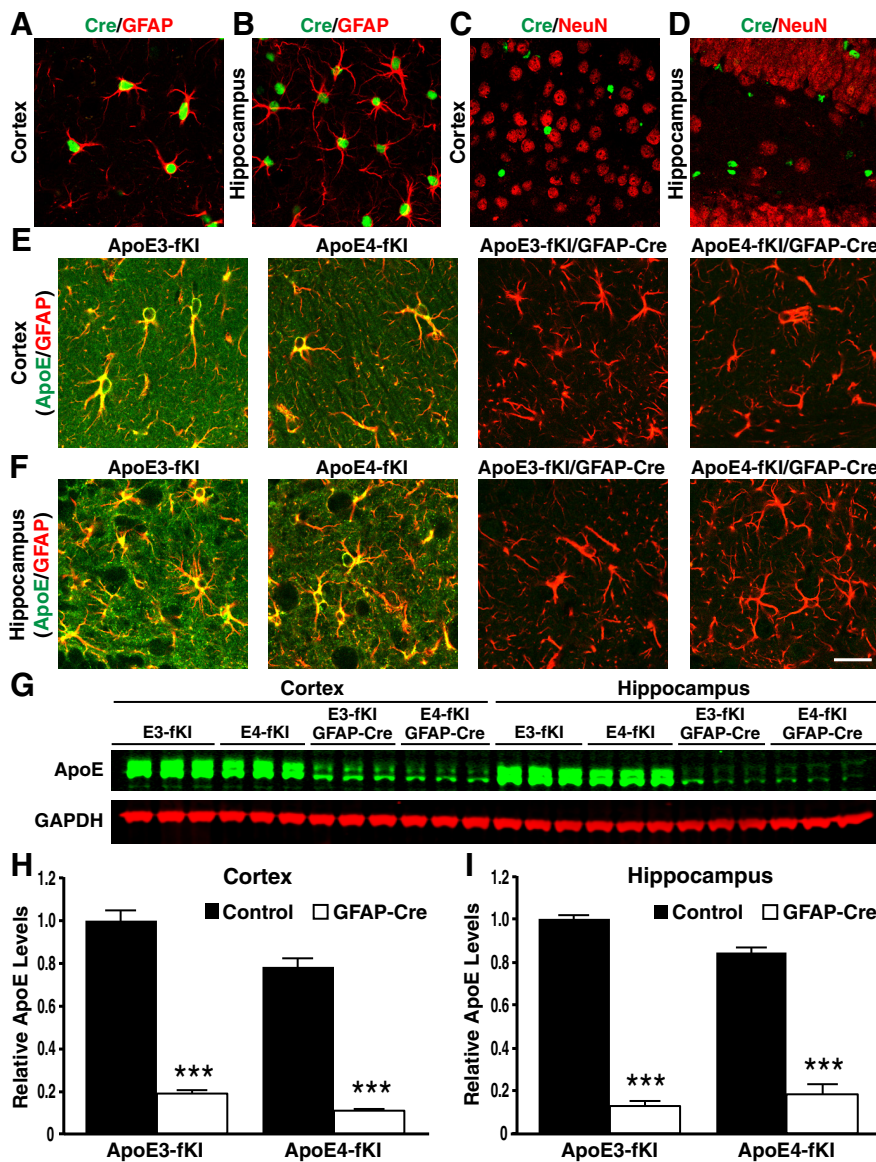 A Cre/GFAP B Cre/GFAP C Cre/NeuN D Cre/NeuN
Cortex
Hippocampus
Cortex
Hippocampus
E ApoE3-fKI ApoE4-fKI ApoE3-fKI/GFAP-Cre ApoE4-fKI/GFAP-Cre
Cortex
(ApoE/GFAP)
F ApoE3-fKI ApoE4-fKI ApoE3-fKI/GFAP-Cre ApoE4-fKI/GFAP-Cre
Hippocampus
(ApoE/GFAP)
G Cortex Hippocampus
E3-fKI E4-fKI E3-fKI GFAP-Cre E4-fKI GFAP-Cre E3-fKI E4-fKI E3-fKI GFAP-Cre E4-fKI GFAP-Cre
ApoE
GAPDH
H Cortex
Control GFAP-Cre
Relative ApoE Levels
1.2
1.0
0.8
0.6
0.4
0.2
0
*** ***
ApoE3-fKI ApoE4-fKI
I Hippocampus
Control GFAP-Cre
Relative ApoE Levels
1.2
1.0
0.8
0.6
0.4
0.2
0
*** ***
ApoE3-fKI ApoE4-fKI